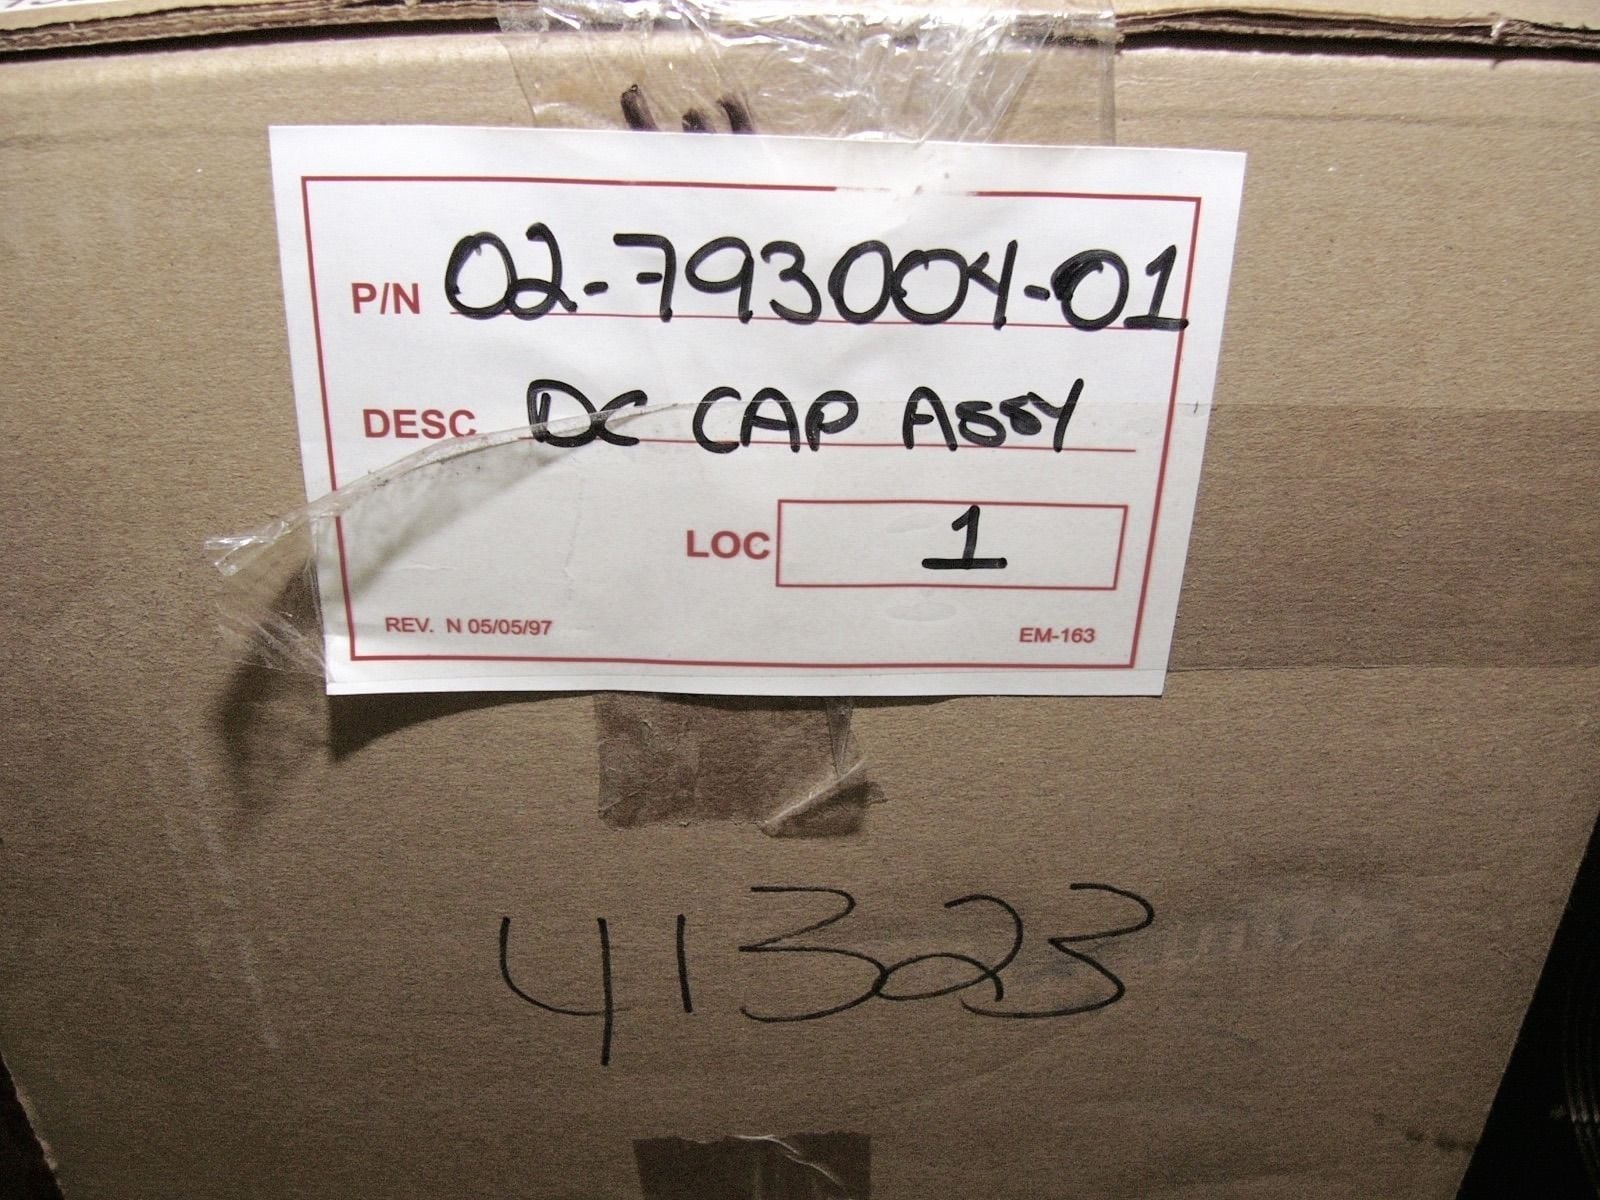 P/N 02-793004-01
DESC DC CAP ASSY
LOC 1
REV. N 05/05/97 EM-163
41323